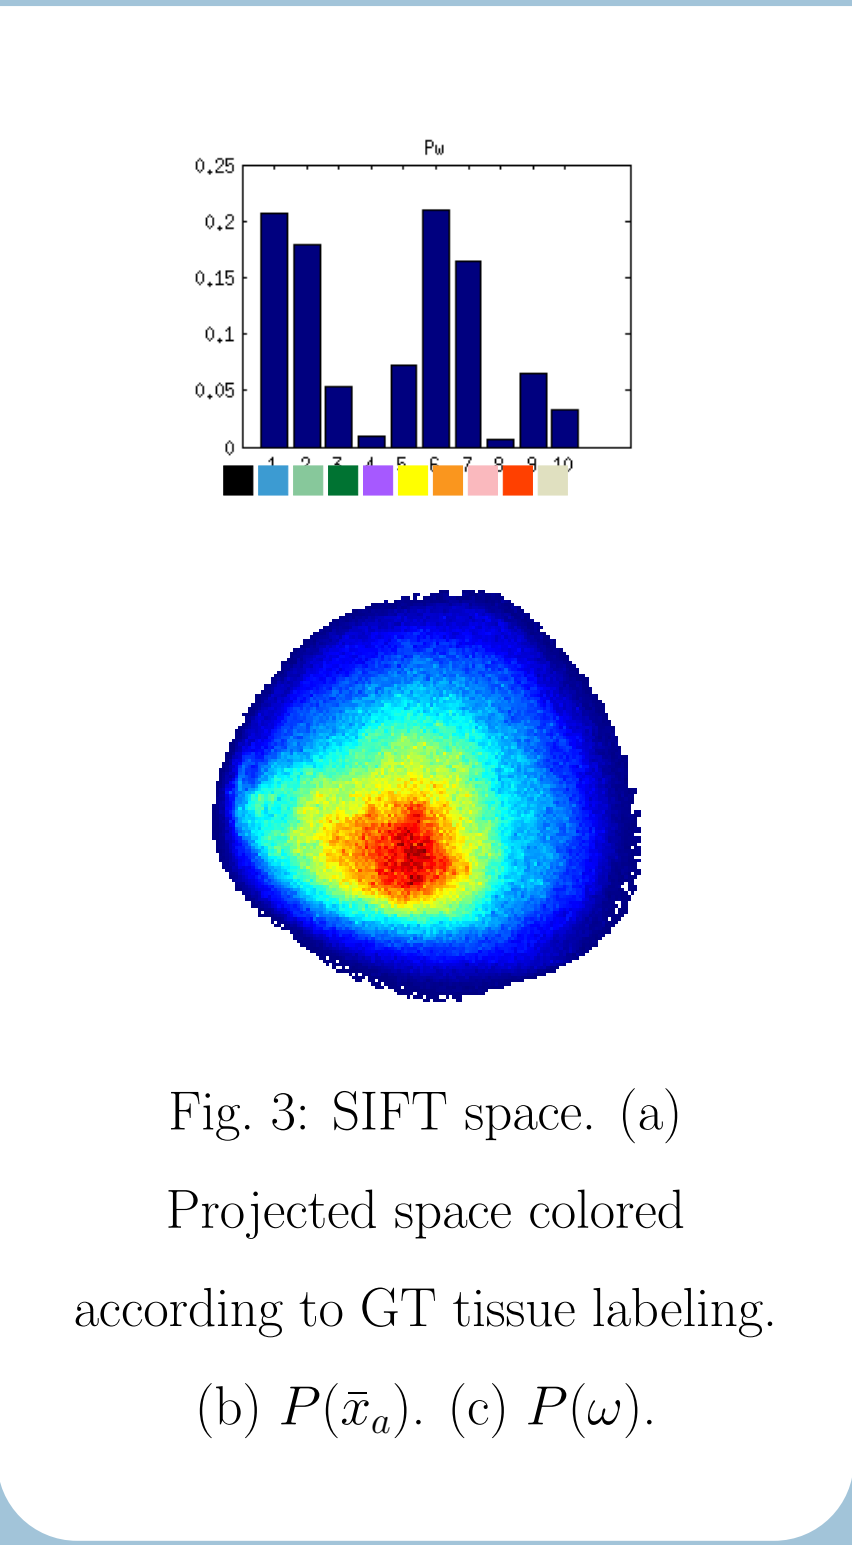 Pw
0.25
0.2
0.15
0.1
0.05
0
1 2 3 4 5 6 7 8 9 10
Fig. 3: SIFT space. (a)
Projected space colored
according to GT tissue labeling.
(b) P(x̄ₐ). (c) P(ω).